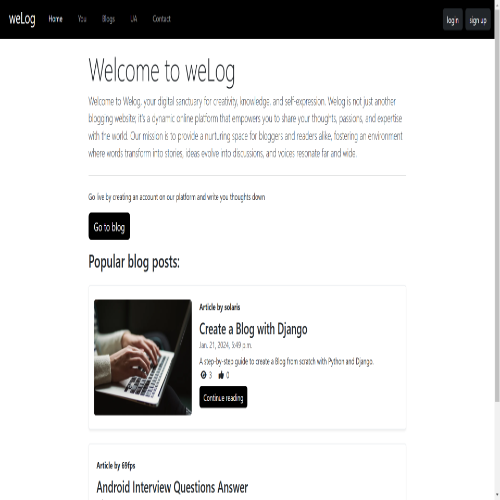 weLog Home You Blogs UA Contact login sign up
Welcome to weLog
Welcome to Welog, your digital sanctuary for creativity, knowledge, and self-expression. Welog is not just another
blogging website; it's a dynamic online platform that empowers you to share your thoughts, passions, and expertise
with the world. Our mission is to provide a nurturing space for bloggers and readers alike, fostering an environment
where words transform into stories, ideas evolve into discussions, and voices resonate far and wide.
Go live by creating an account on our platform and write you thoughts down
Go to blog
Popular blog posts:
Article by solaris
Create a Blog with Django
Jan. 21, 2024, 5:49 p.m.
A step-by-step guide to create a Blog from scratch with Python and Django.
3 0
Continue reading
Article by 69fps
Android Interview Questions Answer